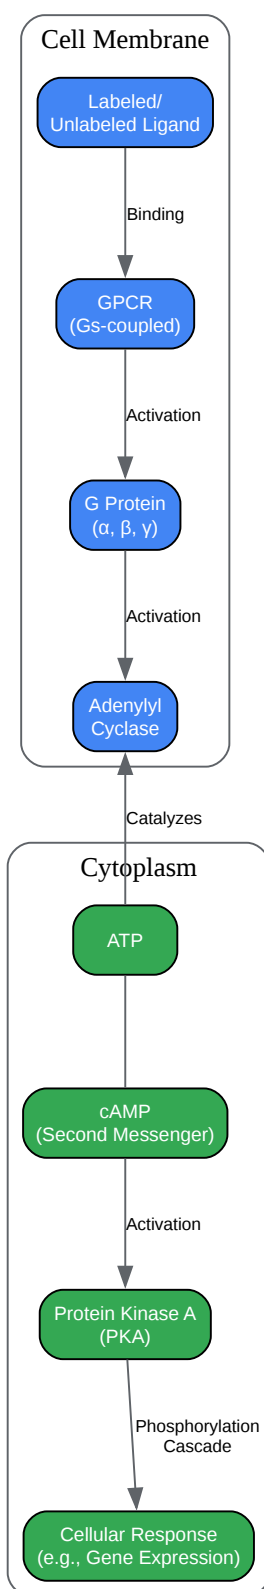 Cell Membrane
Labeled/
Unlabeled Ligand
Binding
GPCR
(Gs-coupled)
Activation
G Protein
(α, β, γ)
Activation
Adenylyl
Cyclase
Catalyzes
Cytoplasm
ATP
cAMP
(Second Messenger)
Activation
Protein Kinase A
(PKA)
Phosphorylation
Cascade
Cellular Response
(e.g., Gene Expression)